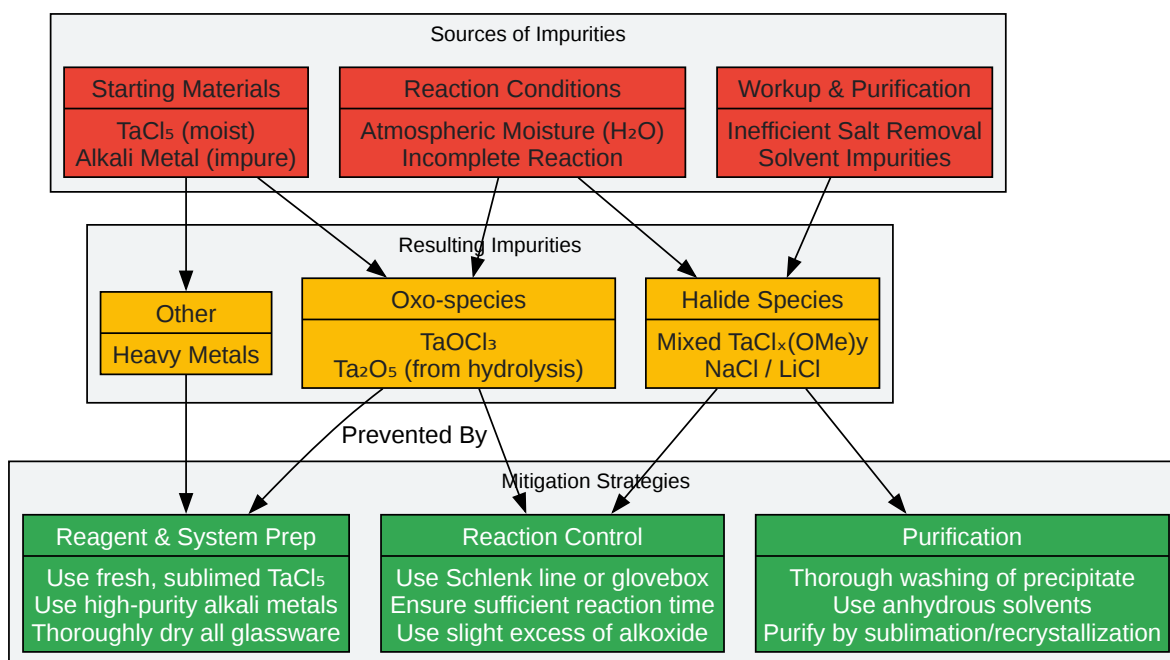 Sources of Impurities
Starting Materials
TaCl₅ (moist)
Alkali Metal (impure)
Reaction Conditions
Atmospheric Moisture (H₂O)
Incomplete Reaction
Workup & Purification
Inefficient Salt Removal
Solvent Impurities
Resulting Impurities
Other
Heavy Metals
Oxo-species
TaOCl₃
Ta₂O₅ (from hydrolysis)
Halide Species
Mixed TaClₓ(OMe)y
NaCl / LiCl
Prevented By
Mitigation Strategies
Reagent & System Prep
Use fresh, sublimed TaCl₅
Use high-purity alkali metals
Thoroughly dry all glassware
Reaction Control
Use Schlenk line or glovebox
Ensure sufficient reaction time
Use slight excess of alkoxide
Purification
Thorough washing of precipitate
Use anhydrous solvents
Purify by sublimation/recrystallization